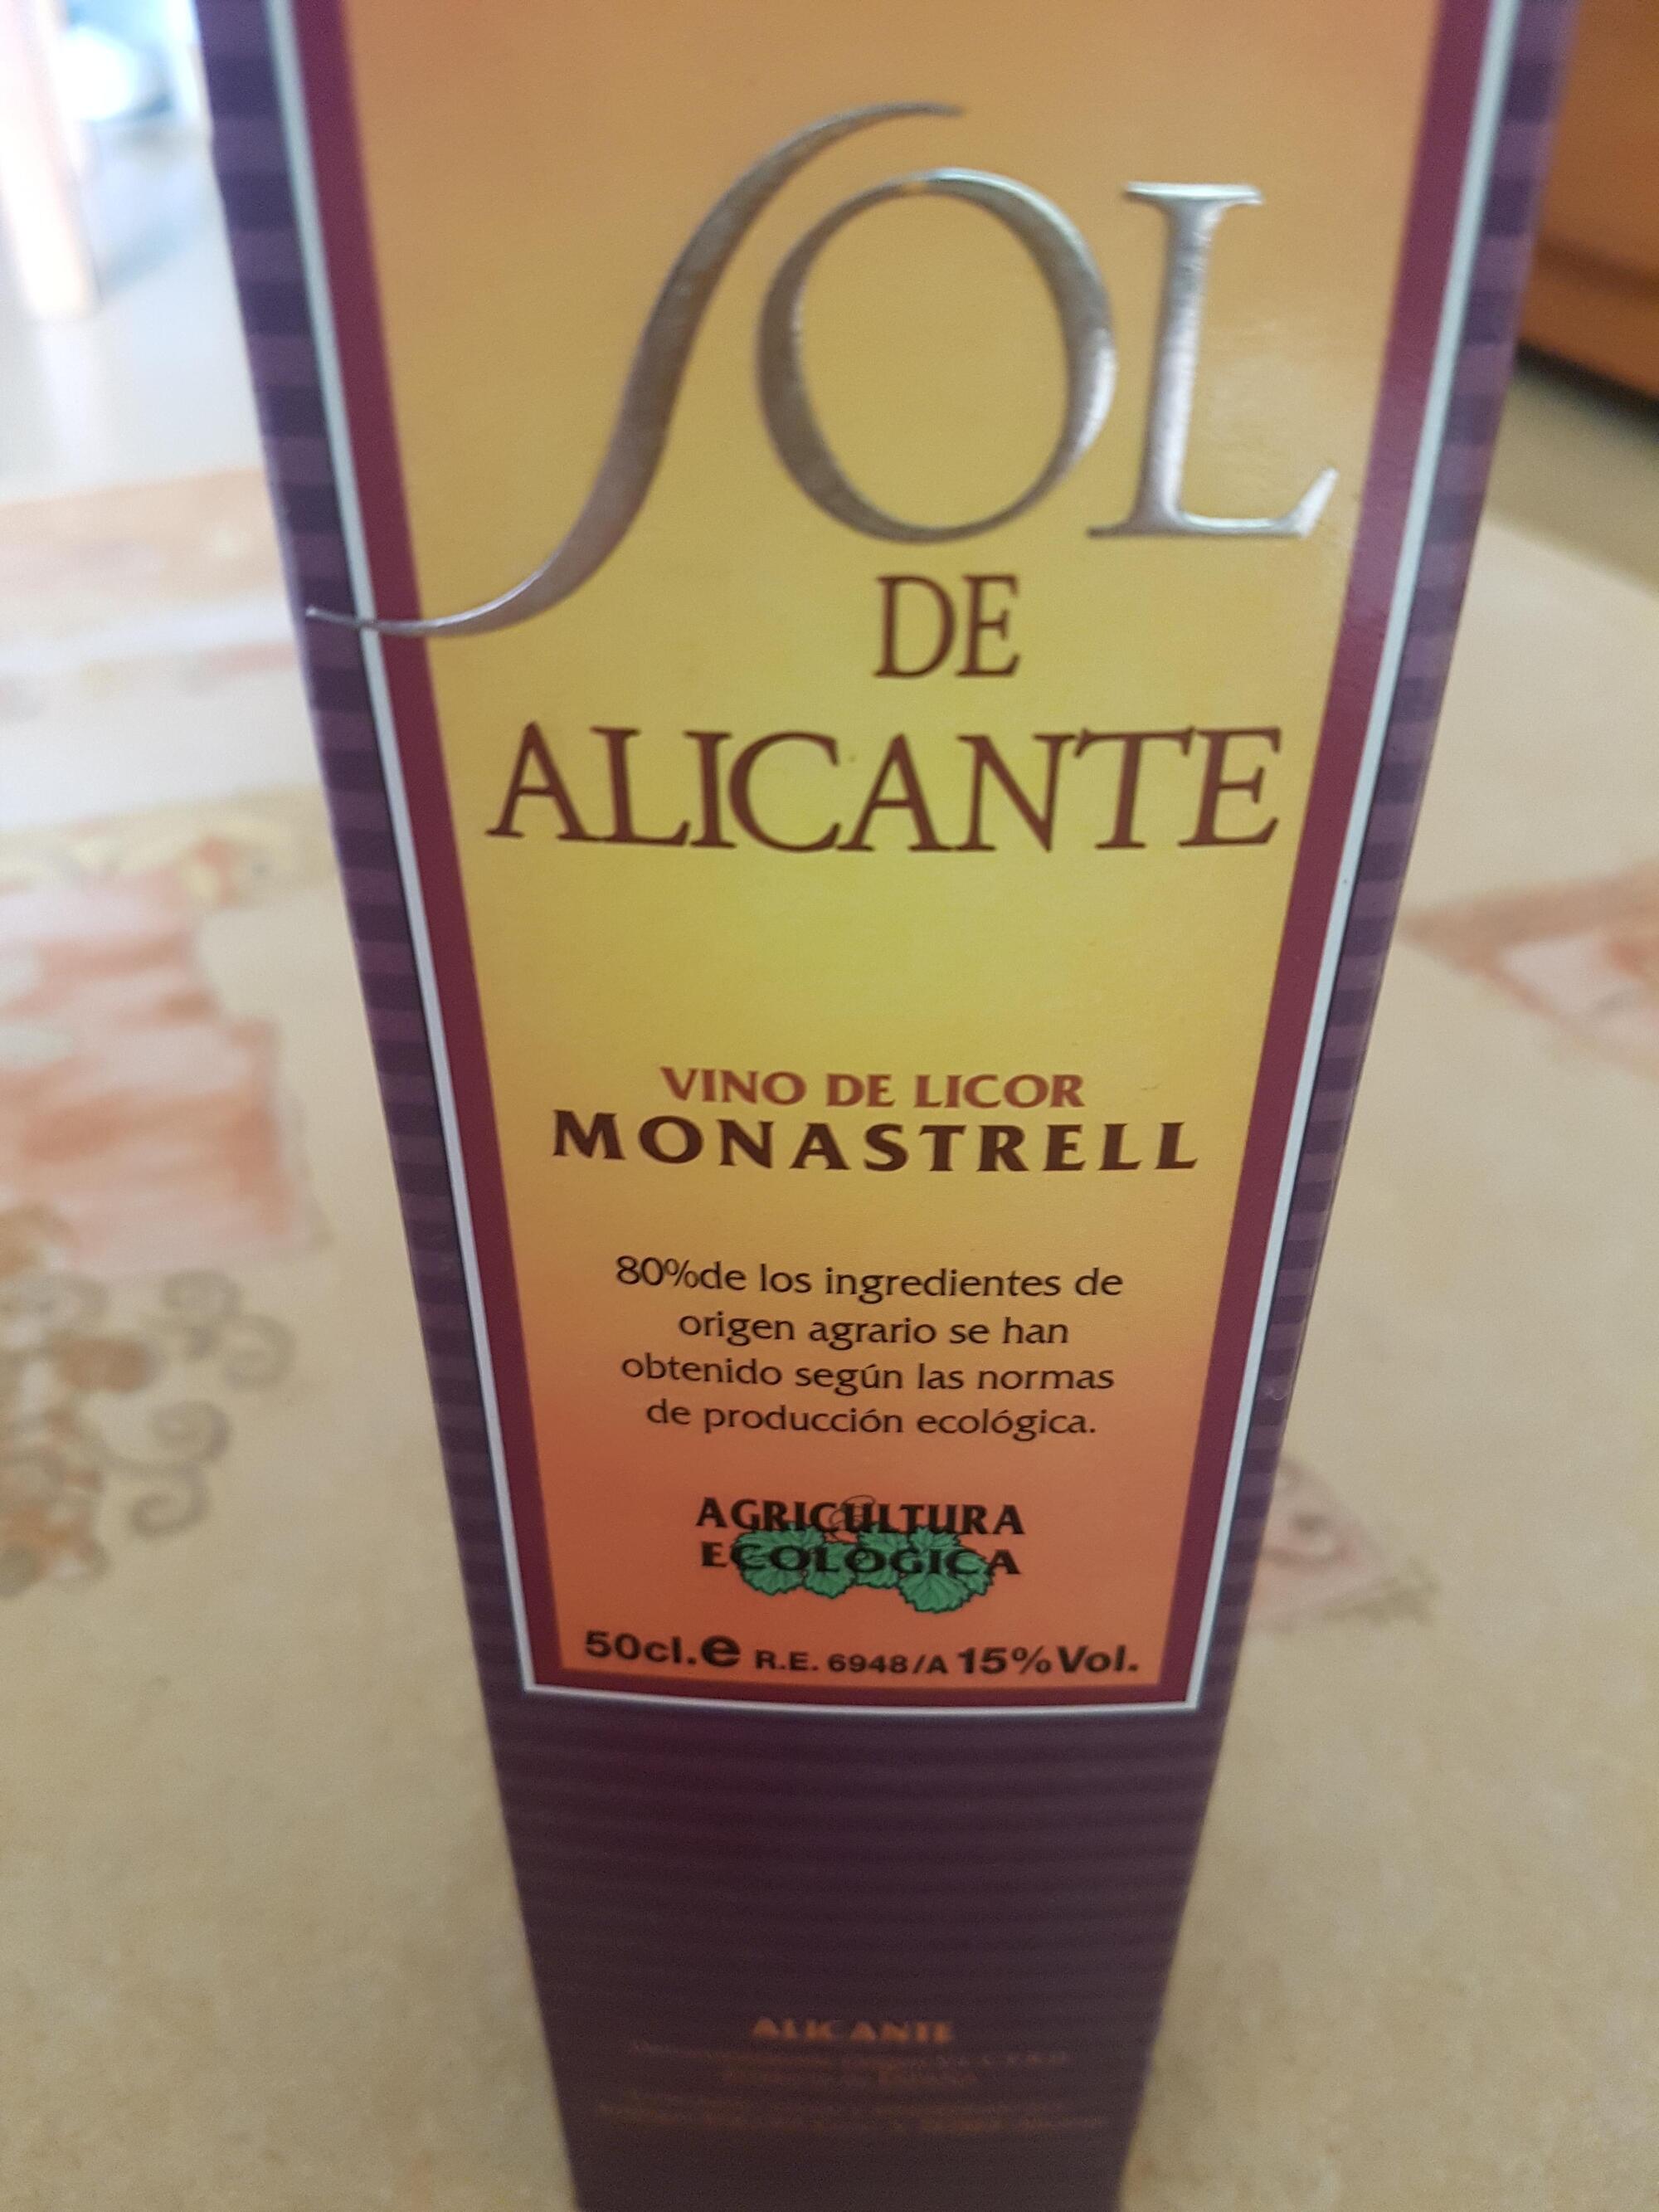 SOL
DE
ALICANTE
VINO DE LICOR
MONASTRELL
80%de los ingredientes de
origen agrario se han
obtenido según las normas
de producción ecológica.
AGRICULTURA
ECOLOGICA
50cl.e R.E. 6948/A 15% Vol.
ALICANTE